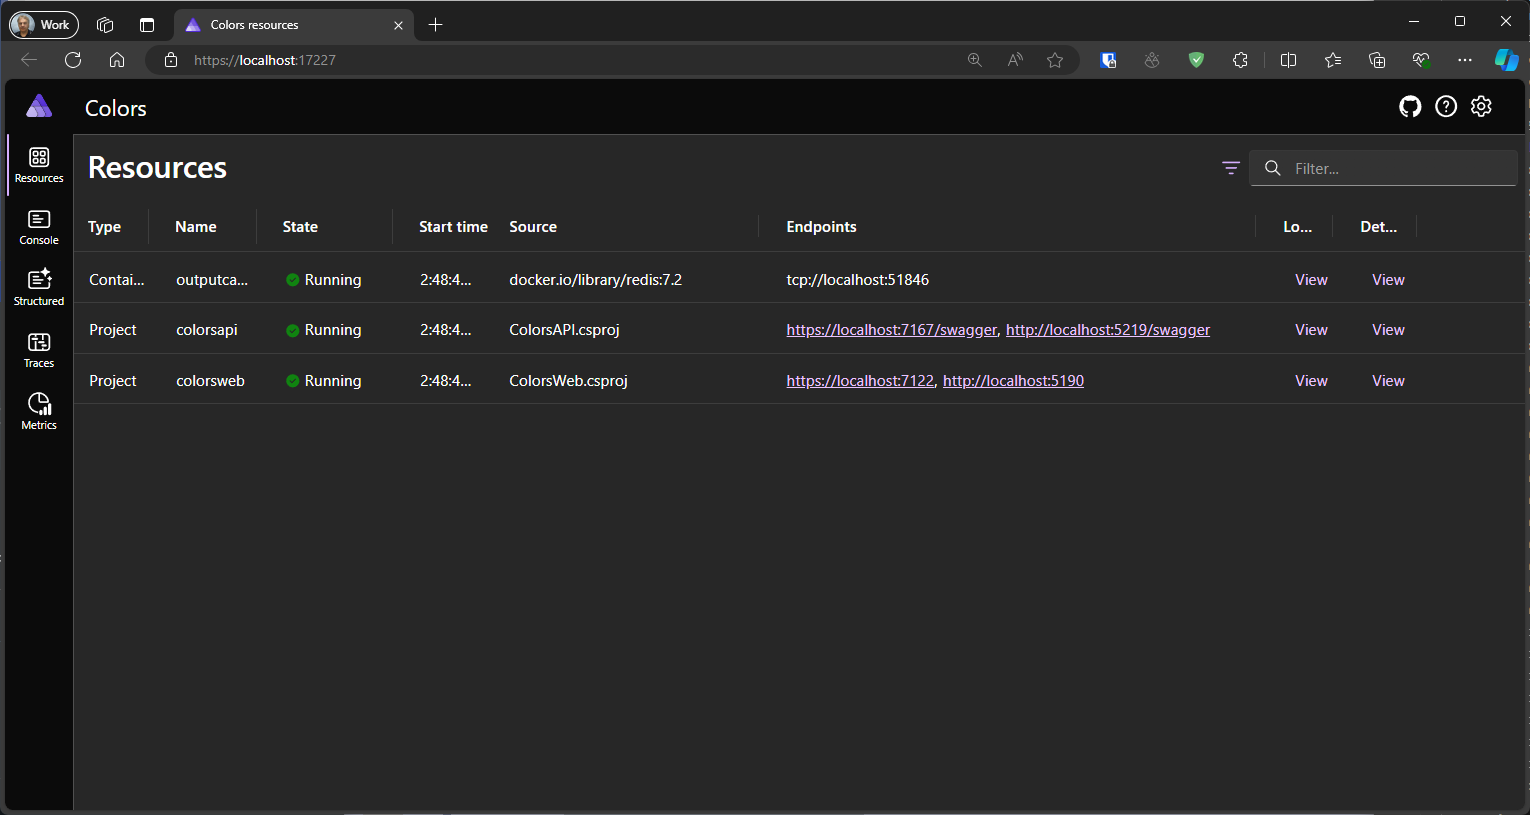 Work
Colors resources
https://localhost:17227
Colors
Resources
Filter...
Resources
Console
Structured
Traces
Metrics
Type Name State Start time Source Endpoints Lo... Det...
Contai... outputca... Running 2:48:4... docker.io/library/redis:7.2 tcp://localhost:51846 View View
Project colorsapi Running 2:48:4... ColorsAPI.csproj https://localhost:7167/swagger, http://localhost:5219/swagger View View
Project colorsweb Running 2:48:4... ColorsWeb.csproj https://localhost:7122, http://localhost:5190 View View